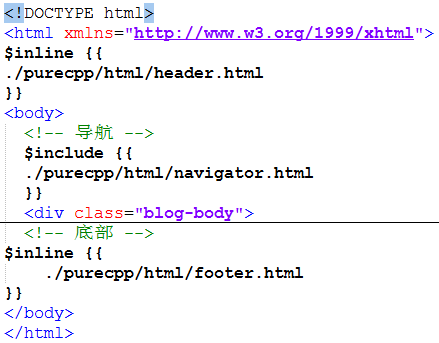 <!DOCTYPE html>
<html xmlns="http://www.w3.org/1999/xhtml">
$inline {{
./purecpp/html/header.html
}}
<body>
<!-- 导航 -->
$include {{
./purecpp/html/navigator.html
}}
<div class="blog-body">
<!-- 底部 -->
$inline {{
./purecpp/html/footer.html
}}
</body>
</html>